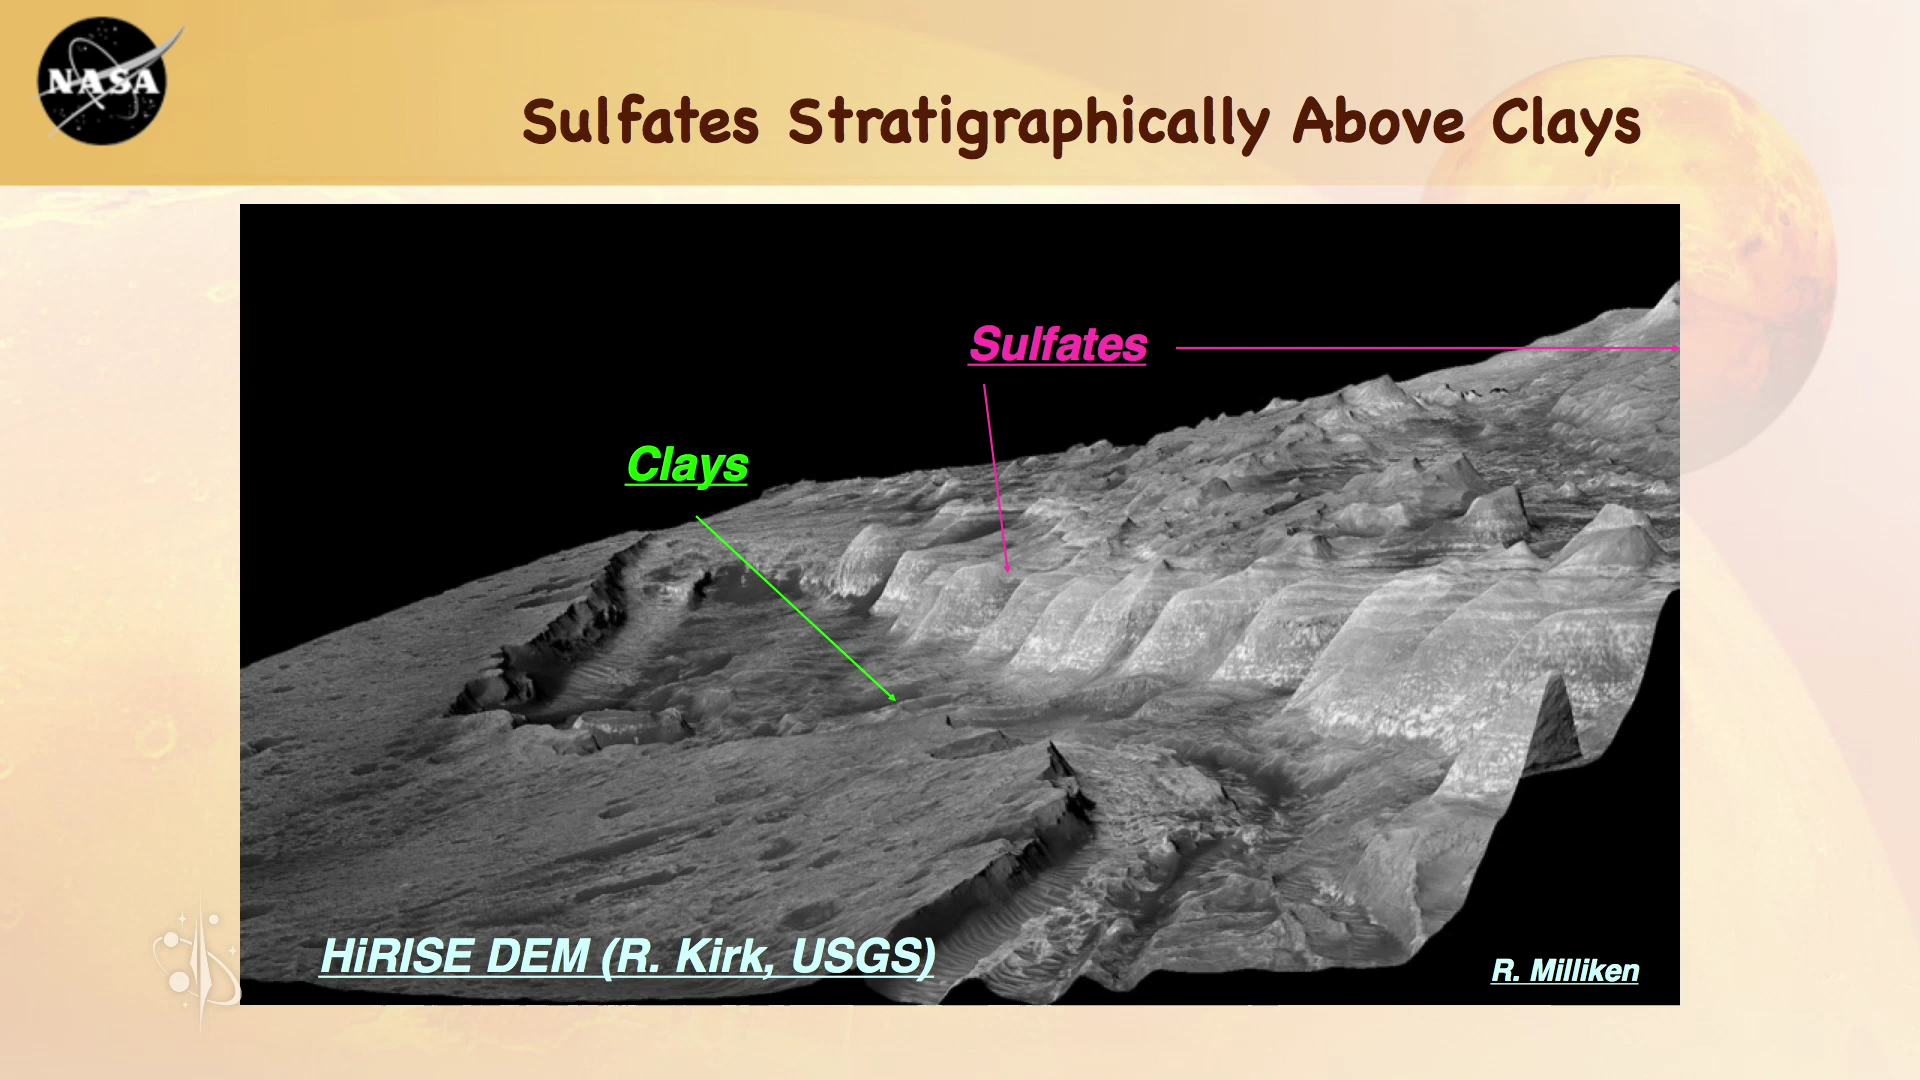 NASA
Sulfates Stratigraphically Above Clays
Sulfates
Clays
HiRISE DEM (R. Kirk, USGS)
R. Milliken